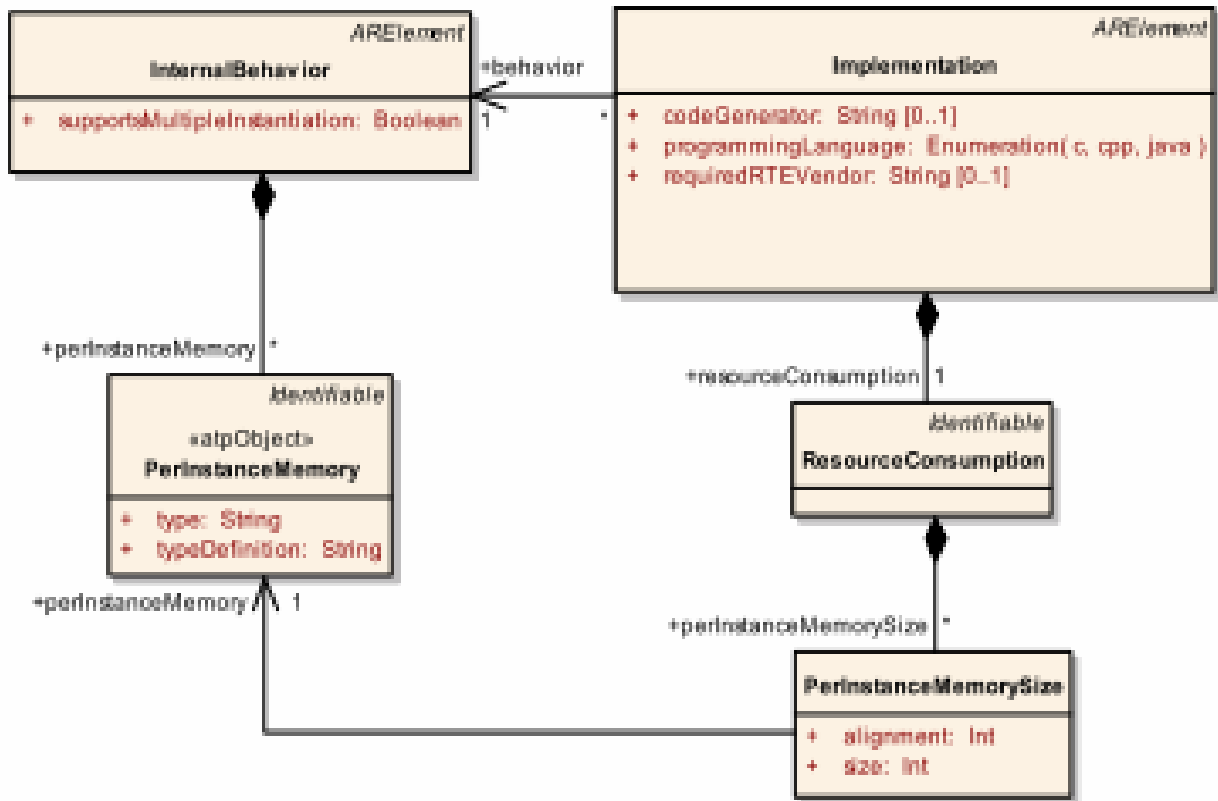 ARElement
InternalBehavior
+ supportsMultipleInstantiation: Boolean
+behavior
1
*
ARElement
Implementation
+ codeGenerator: String [0..1]
+ programmingLanguage: Enumeration( c, cpp, java )
+ requiredRTEVendor: String [0..1]
+perInstanceMemory *
+resourceConsumption 1
Identifiable
«atpObject»
PerInstanceMemory
+ type: String
+ typeDefinition: String
Identifiable
ResourceConsumption
+perInstanceMemory 1
+perInstanceMemorySize *
PerInstanceMemorySize
+ alignment: Int
+ size: Int